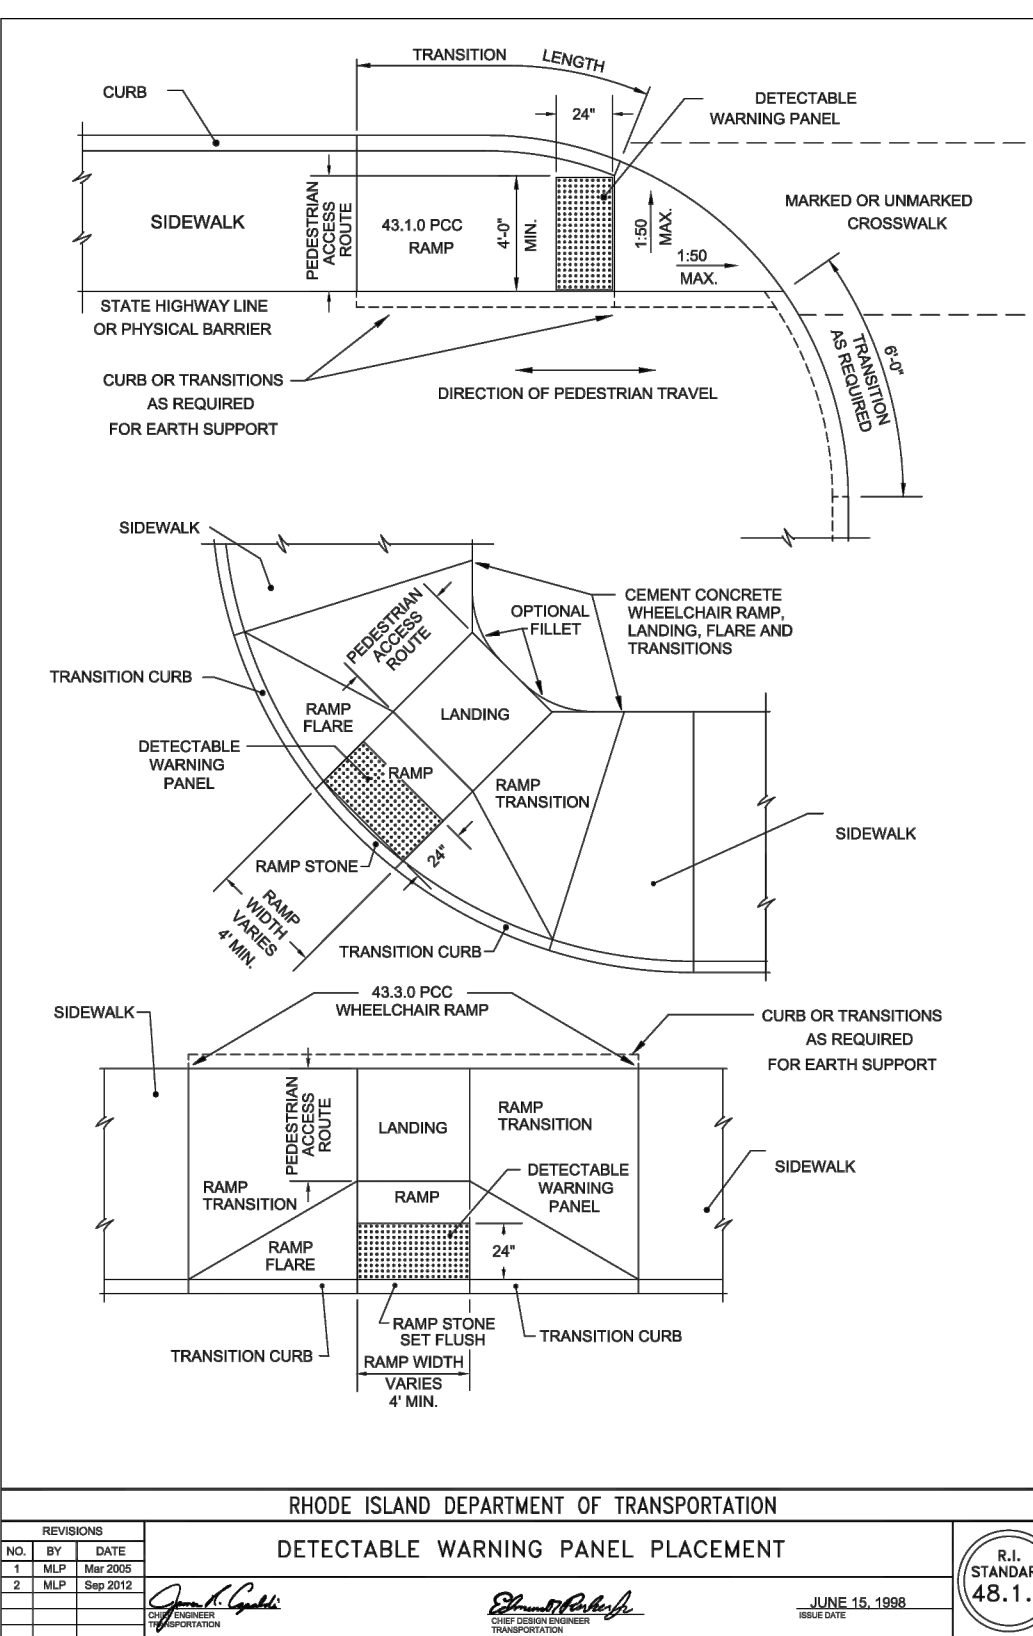 TRANSITION LENGTH
CURB
24"
DETECTABLE
WARNING PANEL
SIDEWALK
PEDESTRIAN
ACCESS
ROUTE
43.1.0 PCC
RAMP
4'-0"
MIN.
1:50
MAX.
1:50
MAX.
MARKED OR UNMARKED
CROSSWALK
STATE HIGHWAY LINE
OR PHYSICAL BARRIER
CURB OR TRANSITIONS
AS REQUIRED
FOR EARTH SUPPORT
DIRECTION OF PEDESTRIAN TRAVEL
6'-0"
TRANSITION
AS REQUIRED
SIDEWALK
PEDESTRIAN
ACCESS
ROUTE
OPTIONAL
FILLET
CEMENT CONCRETE
WHEELCHAIR RAMP,
LANDING, FLARE AND
TRANSITIONS
TRANSITION CURB
RAMP
FLARE
LANDING
DETECTABLE
WARNING
PANEL
RAMP
RAMP
TRANSITION
SIDEWALK
RAMP STONE
24"
RAMP
WIDTH
VARIES
4' MIN.
TRANSITION CURB
43.3.0 PCC
WHEELCHAIR RAMP
SIDEWALK
CURB OR TRANSITIONS
AS REQUIRED
FOR EARTH SUPPORT
PEDESTRIAN
ACCESS
ROUTE
LANDING
RAMP
TRANSITION
RAMP
TRANSITION
RAMP
DETECTABLE
WARNING
PANEL
SIDEWALK
RAMP
FLARE
24"
RAMP STONE
SET FLUSH
TRANSITION CURB
TRANSITION CURB
RAMP WIDTH
VARIES
4' MIN.
RHODE ISLAND DEPARTMENT OF TRANSPORTATION
REVISIONS
NO. BY DATE
1 MLP Mar 2005
2 MLP Sep 2012
DETECTABLE WARNING PANEL PLACEMENT
CHIEF ENGINEER
TRANSPORTATION
CHIEF DESIGN ENGINEER
TRANSPORTATION
JUNE 15, 1998
ISSUE DATE
R.I.
STANDAR
48.1.